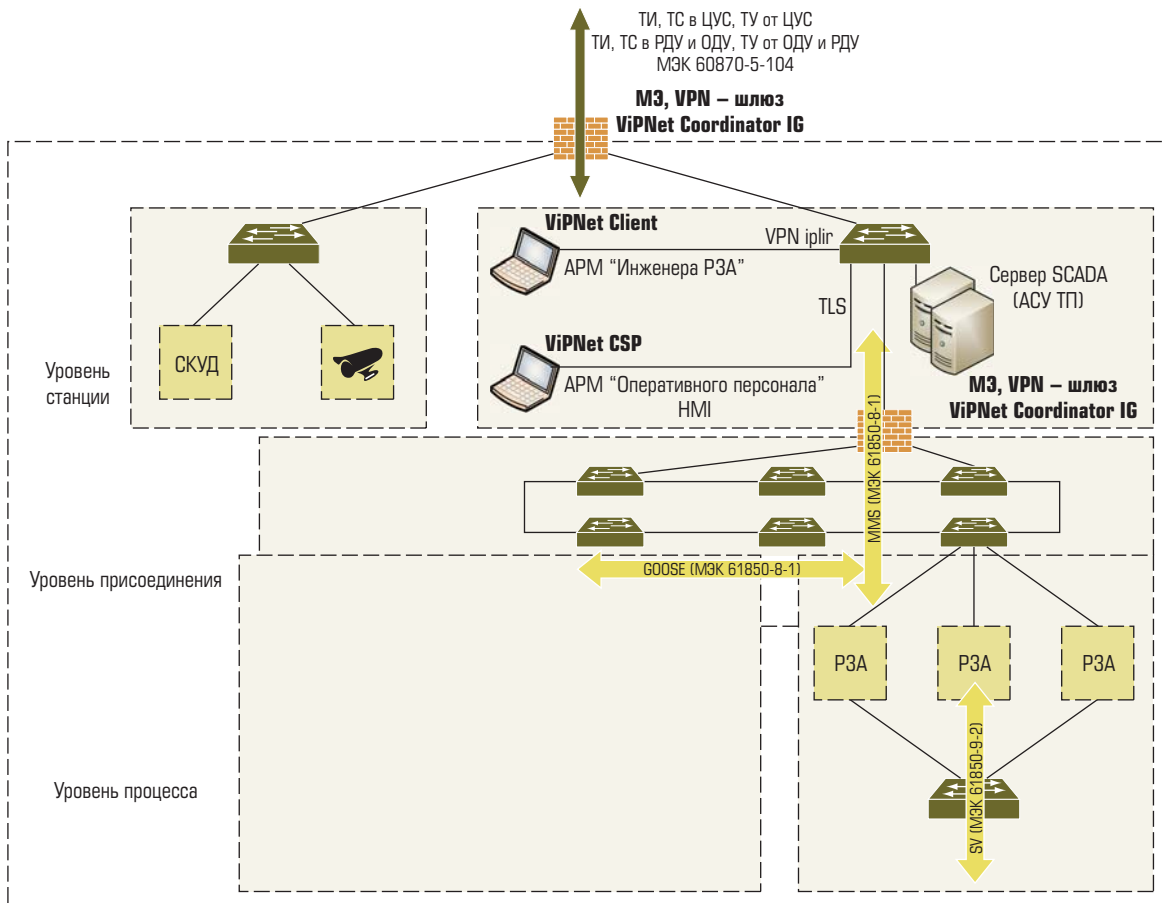 ТИ, ТС в ЦУС, ТУ от ЦУС
ТИ, ТС в РДУ и ОДУ, ТУ от ОДУ и РДУ
МЭК 60870-5-104
МЭ, VPN – шлюз
ViPNet Coordinator IG
ViPNet Client
VPN iplir
АРМ “Инженера РЗА”
Сервер SCADA
(АСУ ТП)
TLS
СКУД
ViPNet CSP
АРМ “Оперативного персонала”
HMI
МЭ, VPN – шлюз
ViPNet Coordinator IG
Уровень
станции
MMS (МЭК 61850-8-1)
GOOSE (МЭК 61850-8-1)
Уровень присоединения
РЗА
РЗА
РЗА
SV (МЭК 61850-9-2)
Уровень процесса